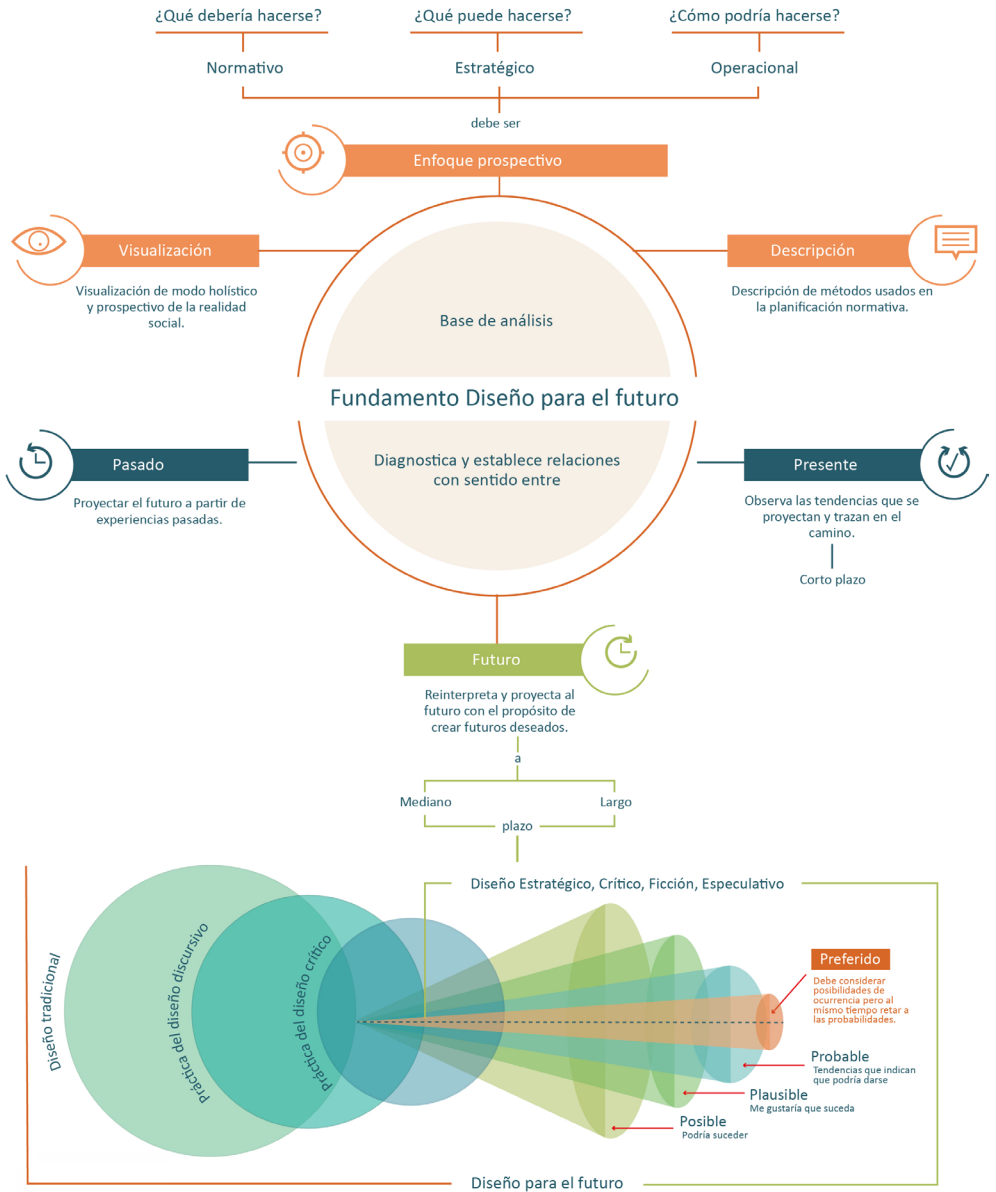 ¿Qué debería hacerse?
¿Qué puede hacerse?
¿Cómo podría hacerse?
Normativo
Estratégico
Operacional
debe ser
Enfoque prospectivo
Visualización
Descripción
Visualización de modo holístico
y prospectivo de la realidad
social.
Descripción de métodos usados en
la planificación normativa.
Base de análisis
Fundamento Diseño para el futuro
Diagnostica y establece relaciones
con sentido entre
Pasado
Presente
Proyectar el futuro a partir de
experiencias pasadas.
Observa las tendencias que se
proyectan y trazan en el
camino.
Corto plazo
Futuro
Reinterpreta y proyecta al
futuro con el propósito de
crear futuros deseados.
a
Mediano
Largo
plazo
Diseño Estratégico, Crítico, Ficción, Especulativo
Diseño tradicional
Práctica del diseño discursivo
Práctica del diseño crítico
Preferido
Debe considerar
posibilidades de
ocurrencia pero al
mismo tiempo retar a
las probabilidades.
Probable
Tendencias que indican
que podría darse
Plausible
Me gustaría que suceda
Posible
Podría suceder
Diseño para el futuro